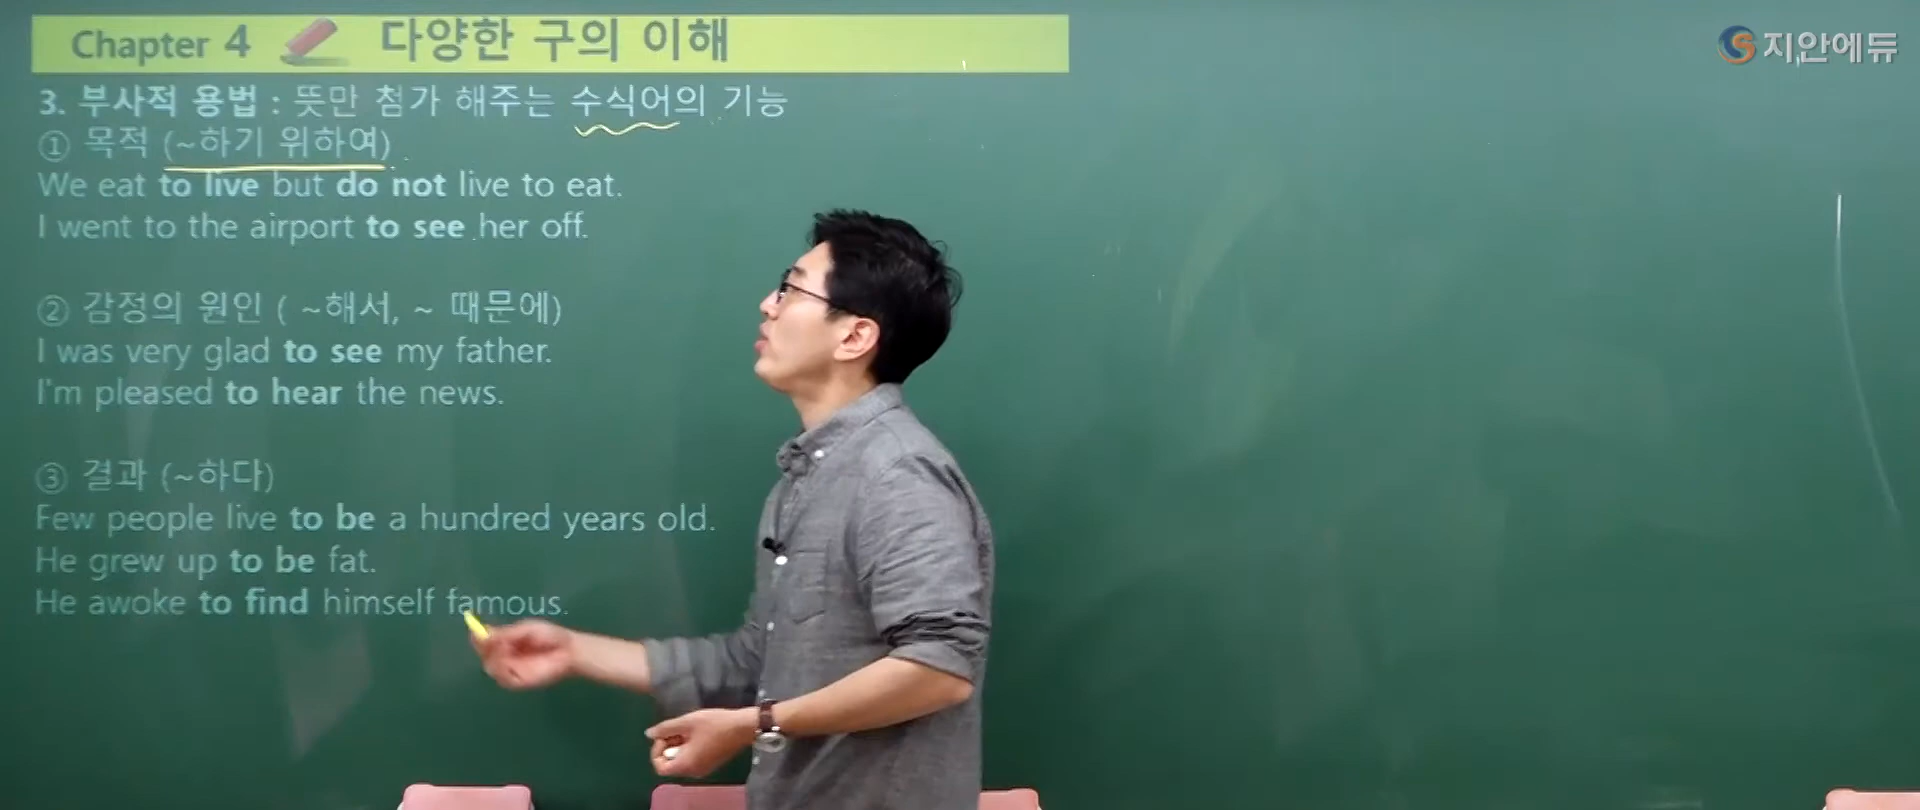 Chapter 4 다양한 구의 이해
지안에듀
3. 부사적 용법 : 뜻만 첨가 해주는 수식어의 기능
① 목적 (~하기 위하여)
We eat to live but do not live to eat.
I went to the airport to see her off.
② 감정의 원인 ( ~해서, ~ 때문에)
I was very glad to see my father.
I'm pleased to hear the news.
③ 결과 (~하다)
Few people live to be a hundred years old.
He grew up to be fat.
He awoke to find himself famous.